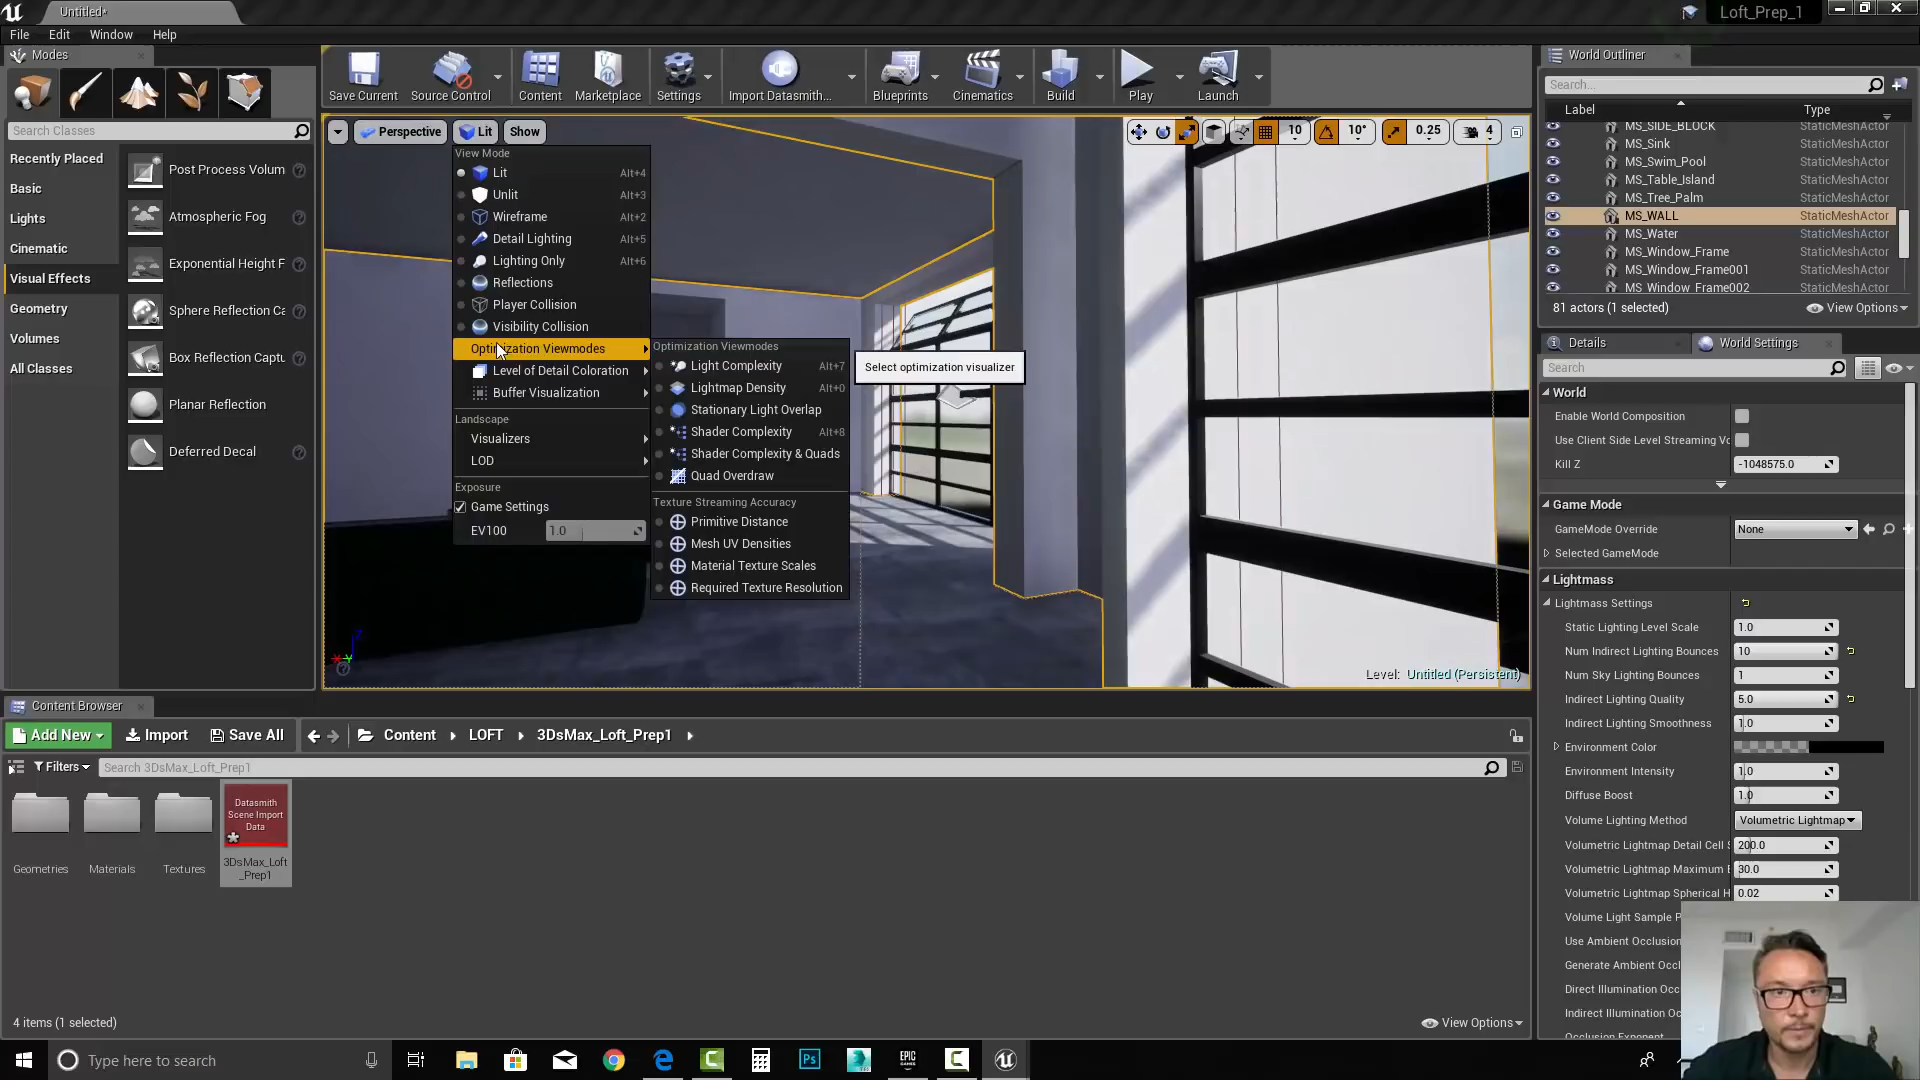 Untitled*
Loft_Prep_1
File
Edit
Window
Help
Modes
Search Classes
Recently Placed
Basic
Lights
Cinematic
Visual Effects
Geometry
Volumes
All Classes
Post Process Volum
Atmospheric Fog
Exponential Height F
Sphere Reflection Ca
Box Reflection Captu
Planar Reflection
Deferred Decal
Save Current
Source Control
Content
Marketplace
Settings
Import Datasmith...
Blueprints
Cinematics
Build
Play
Launch
Perspective
Lit
Show
10
10°
0.25
4
View Mode
Lit Alt+4
Unlit Alt+3
Wireframe Alt+2
Detail Lighting Alt+5
Lighting Only Alt+6
Reflections
Player Collision
Visibility Collision
Optimization Viewmodes
Level of Detail Coloration
Buffer Visualization
Landscape
Visualizers
LOD
Exposure
Game Settings
EV100 1.0
Optimization Viewmodes
Light Complexity Alt+7
Lightmap Density Alt+0
Stationary Light Overlap
Shader Complexity Alt+8
Shader Complexity & Quads
Quad Overdraw
Texture Streaming Accuracy
Primitive Distance
Mesh UV Densities
Material Texture Scales
Required Texture Resolution
Select optimization visualizer
Level: Untitled (Persistent)
World Outliner
Search...
Label Type
MS_SIDE_BLOCK StaticMeshActor
MS_Sink StaticMeshActor
MS_Swim_Pool StaticMeshActor
MS_Table_Island StaticMeshActor
MS_Tree_Palm StaticMeshActor
MS_WALL StaticMeshActor
MS_Water StaticMeshActor
MS_Window_Frame StaticMeshActor
MS_Window_Frame001 StaticMeshActor
MS_Window_Frame002 StaticMeshActor
81 actors (1 selected)
View Options
Details
World Settings
Search
World
Enable World Composition
Use Client Side Level Streaming Vo
Kill Z -1048575.0
Game Mode
GameMode Override None
Selected GameMode
Lightmass
Lightmass Settings
Static Lighting Level Scale 1.0
Num Indirect Lighting Bounces 10
Num Sky Lighting Bounces 1
Indirect Lighting Quality 5.0
Indirect Lighting Smoothness 1.0
Environment Color
Environment Intensity 1.0
Diffuse Boost 1.0
Volume Lighting Method Volumetric Lightmap
Volumetric Lightmap Detail Cell S 200.0
Volumetric Lightmap Maximum B 30.0
Volumetric Lightmap Spherical H 0.02
Volume Light Sample P
Use Ambient Occlusion
Generate Ambient Occl
Direct Illumination Oc
Indirect Illumination Oc
Occlusion Exponent
Content Browser
Add New
Import
Save All
Content
LOFT
3DsMax_Loft_Prep1
Filters
Search 3DsMax_Loft_Prep1
Datasmith
Scene Import
Data
Geometries
Materials
Textures
3DsMax_Loft
_Prep1
4 items (1 selected)
View Options
Type here to search
Ps
EPIC
GAMES